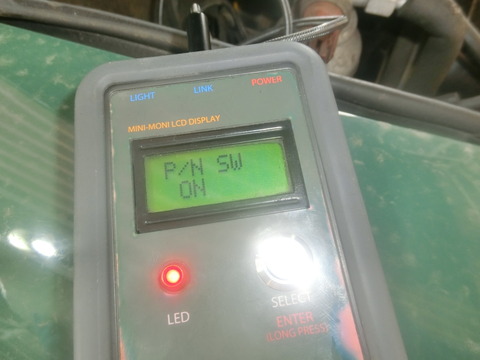 LIGHT LINK POWER
MINI-MONI LCD DISPLAY
P/N SW
ON
LED
SELECT
ENTER
(LONG PRESS)